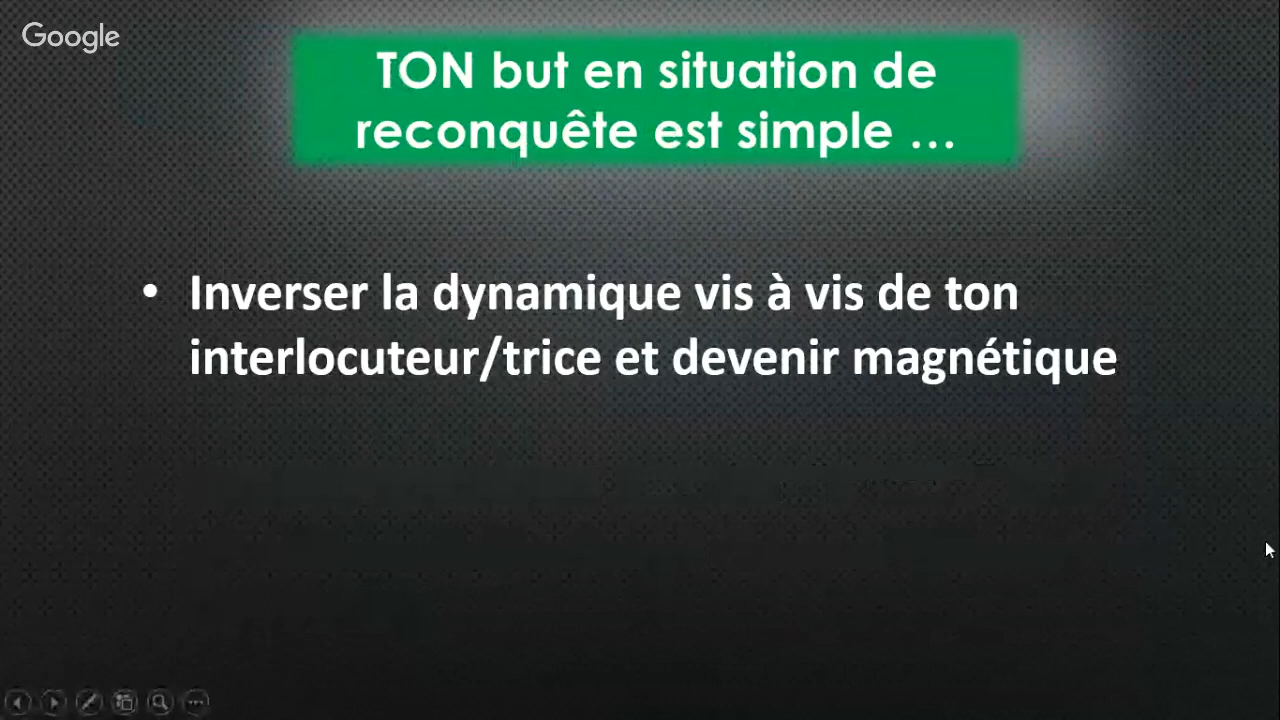 Google
TON but en situation de
reconquête est simple …
• Inverser la dynamique vis à vis de ton
interlocuteur/trice et devenir magnétique